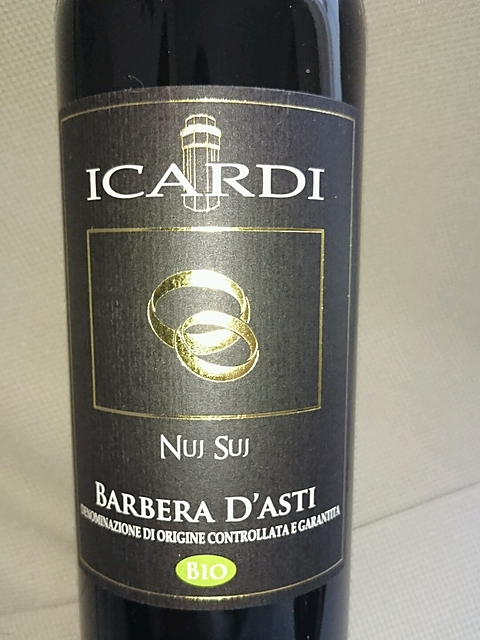 ICARDI
NUJ SUJ
BARBERA D'ASTI
DENOMINAZIONE DI ORIGINE CONTROLLATA E GARANTITA
BIO